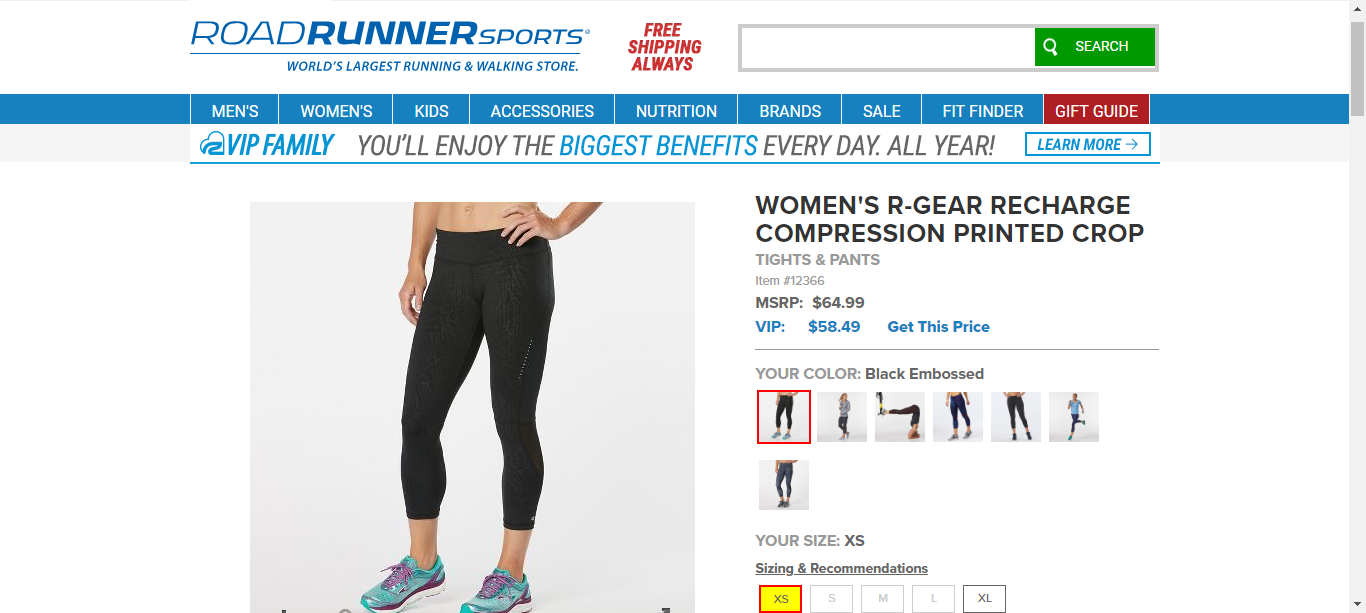 ROADRUNNERSPORTS®
WORLD'S LARGEST RUNNING & WALKING STORE.
FREE
SHIPPING
ALWAYS
SEARCH
MEN'S WOMEN'S KIDS ACCESSORIES NUTRITION BRANDS SALE FIT FINDER GIFT GUIDE
VIP FAMILY YOU'LL ENJOY THE BIGGEST BENEFITS EVERY DAY. ALL YEAR! LEARN MORE →
WOMEN'S R-GEAR RECHARGE
COMPRESSION PRINTED CROP
TIGHTS & PANTS
Item #12366
MSRP: $64.99
VIP: $58.49 Get This Price
YOUR COLOR: Black Embossed
YOUR SIZE: XS
Sizing & Recommendations
XS S M L XL